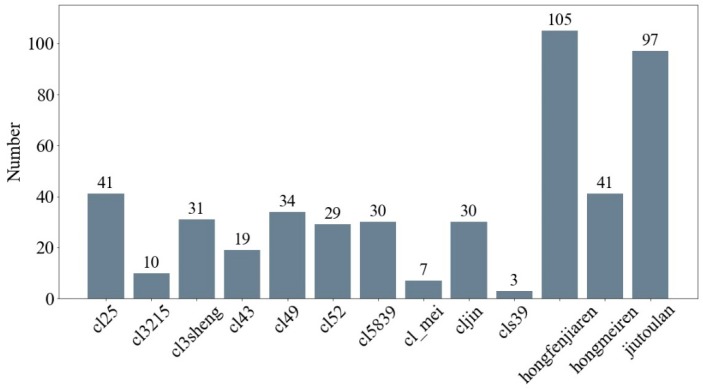 105
97
100
80
Number
60
41
41
40
34
31
29
30
30
19
20
10
7
3
0
cl25
cl3215
cl3sheng
cl43
cl49
cl52
cl5839
cl_mei
cljin
cls39
hongfenjiaren
hongmeiren
jiutoulan